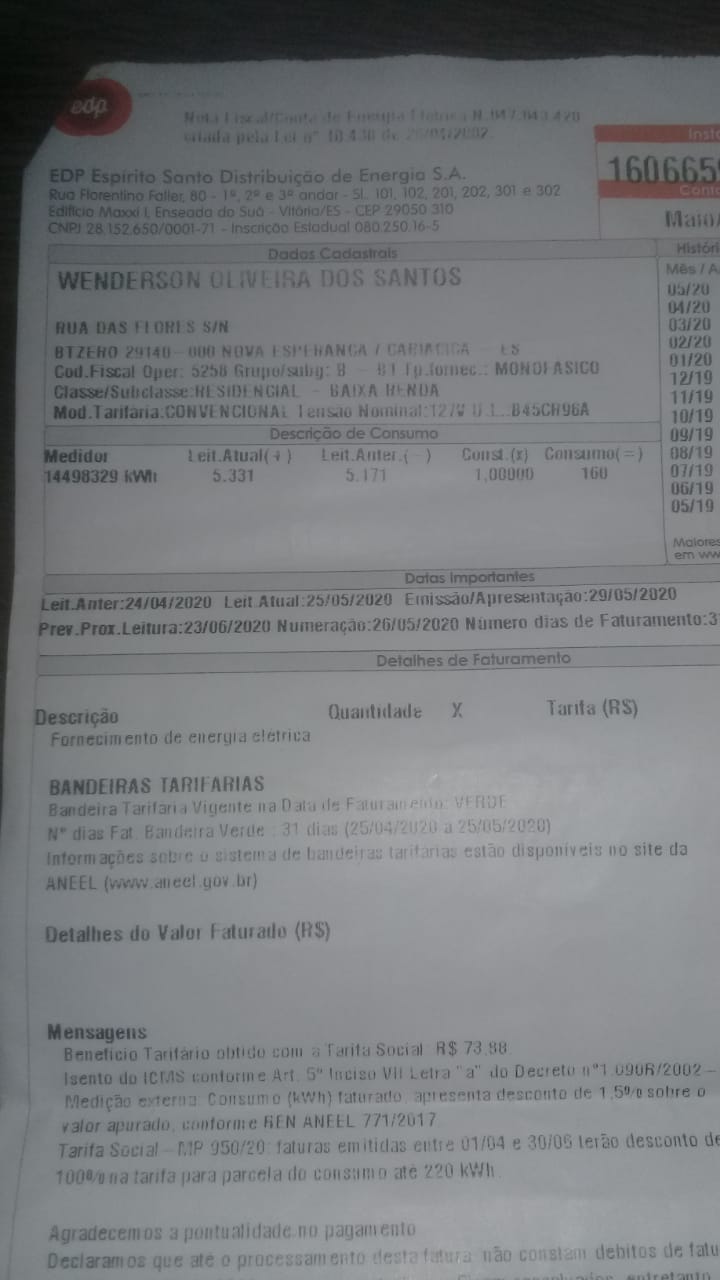 edp
Nota Fiscal/Conta de Energia Elétrica N.047.043.420
criada pela Lei nº 10.438 de 26/04/2002.
Insta
EDP Espírito Santo Distribuição de Energia S.A.
1606659
Rua Florentino Faller, 80 - 1º, 2º e 3º andar - SL. 101, 102, 201, 202, 301 e 302
Conta
Edifício Maxxi I, Enseada do Suá - Vitória/ES - CEP 29050 310
CNPJ 28.152.650/0001-71 - Inscrição Estadual 080.250.16-5
Maio/
Dados Cadastrais
Históri
WENDERSON OLIVEIRA DOS SANTOS
Mês / A
05/20
04/20
RUA DAS FLORES S/N
03/20
BTZERO 29140-000 NOVA ESPERANCA / CARIACICA - ES
02/20
Cod.Fiscal Oper: 5258 Grupo/subg: B - B1 Tp.fornec.: MONOFASICO
01/20
Classe/Subclasse:RESIDENCIAL - BAIXA RENDA
12/19
11/19
Mod.Tarifária:CONVENCIONAL Tensão Nominal:127V U.L.:B45CR96A
10/19
Descrição de Consumo
09/19
Medidor Leit.Atual(+) Leit.Anter.(-) Const.(x) Consumo(=)
08/19
14498329 kWh 5.331 5.171 1,00000 160
07/19
06/19
05/19
Maiores
em ww
Datas Importantes
Leit.Anter:24/04/2020 Leit.Atual:25/05/2020 Emissão/Apresentação:29/05/2020
Prev.Prox.Leitura:23/06/2020 Numeração:26/05/2020 Número dias de Faturamento:3
Detalhes de Faturamento
Descrição Quantidade X Tarifa (R$)
Fornecimento de energia elétrica
BANDEIRAS TARIFARIAS
Bandeira Tarifária Vigente na Data de Faturamento: VERDE
Nº dias Fat. Bandeira Verde : 31 dias (25/04/2020 a 25/05/2020)
Informações sobre o sistema de bandeiras tarifárias estão disponíveis no site da
ANEEL (www.aneel.gov.br)
Detalhes do Valor Faturado (R$)
Mensagens
Benefício Tarifário obtido com a Tarifa Social: R$ 73,88
Isento do ICMS conforme Art. 5º Inciso VII Letra "a" do Decreto nº1.090R/2002 -
Medição externa: Consumo (kWh) faturado, apresenta desconto de 1,5% sobre o
valor apurado, conforme REN ANEEL 771/2017
Tarifa Social - MP 950/20: faturas emitidas entre 01/04 e 30/06 terão desconto de
100% na tarifa para parcela do consumo até 220 kWh.
Agradecemos a pontualidade no pagamento
Declaramos que até o processamento desta fatura não constam débitos de fatu
entretanto